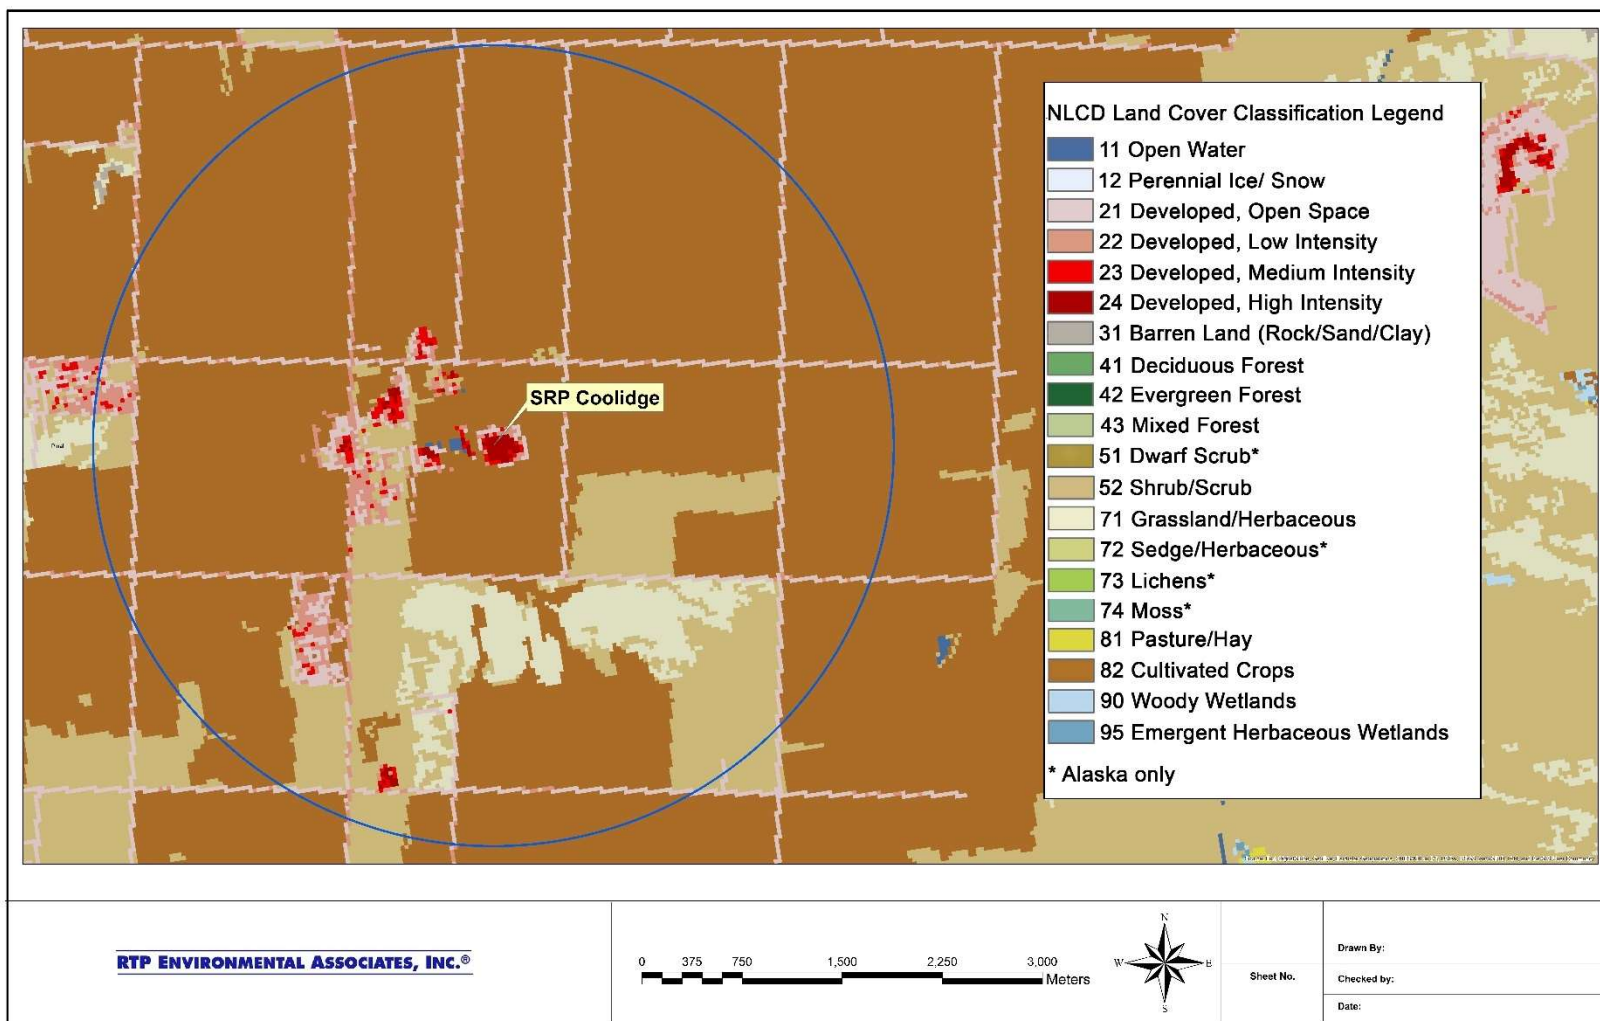 NLCD Land Cover Classification Legend
11 Open Water
12 Perennial Ice/ Snow
21 Developed, Open Space
22 Developed, Low Intensity
23 Developed, Medium Intensity
24 Developed, High Intensity
31 Barren Land (Rock/Sand/Clay)
41 Deciduous Forest
42 Evergreen Forest
43 Mixed Forest
51 Dwarf Scrub*
52 Shrub/Scrub
71 Grassland/Herbaceous
72 Sedge/Herbaceous*
73 Lichens*
74 Moss*
81 Pasture/Hay
82 Cultivated Crops
90 Woody Wetlands
95 Emergent Herbaceous Wetlands
* Alaska only
SRP Coolidge
RTP ENVIRONMENTAL ASSOCIATES, INC.®
0 375 750 1,500 2,250 3,000
Meters
N
W E
S
Sheet No.
Drawn By:
Checked by:
Date: